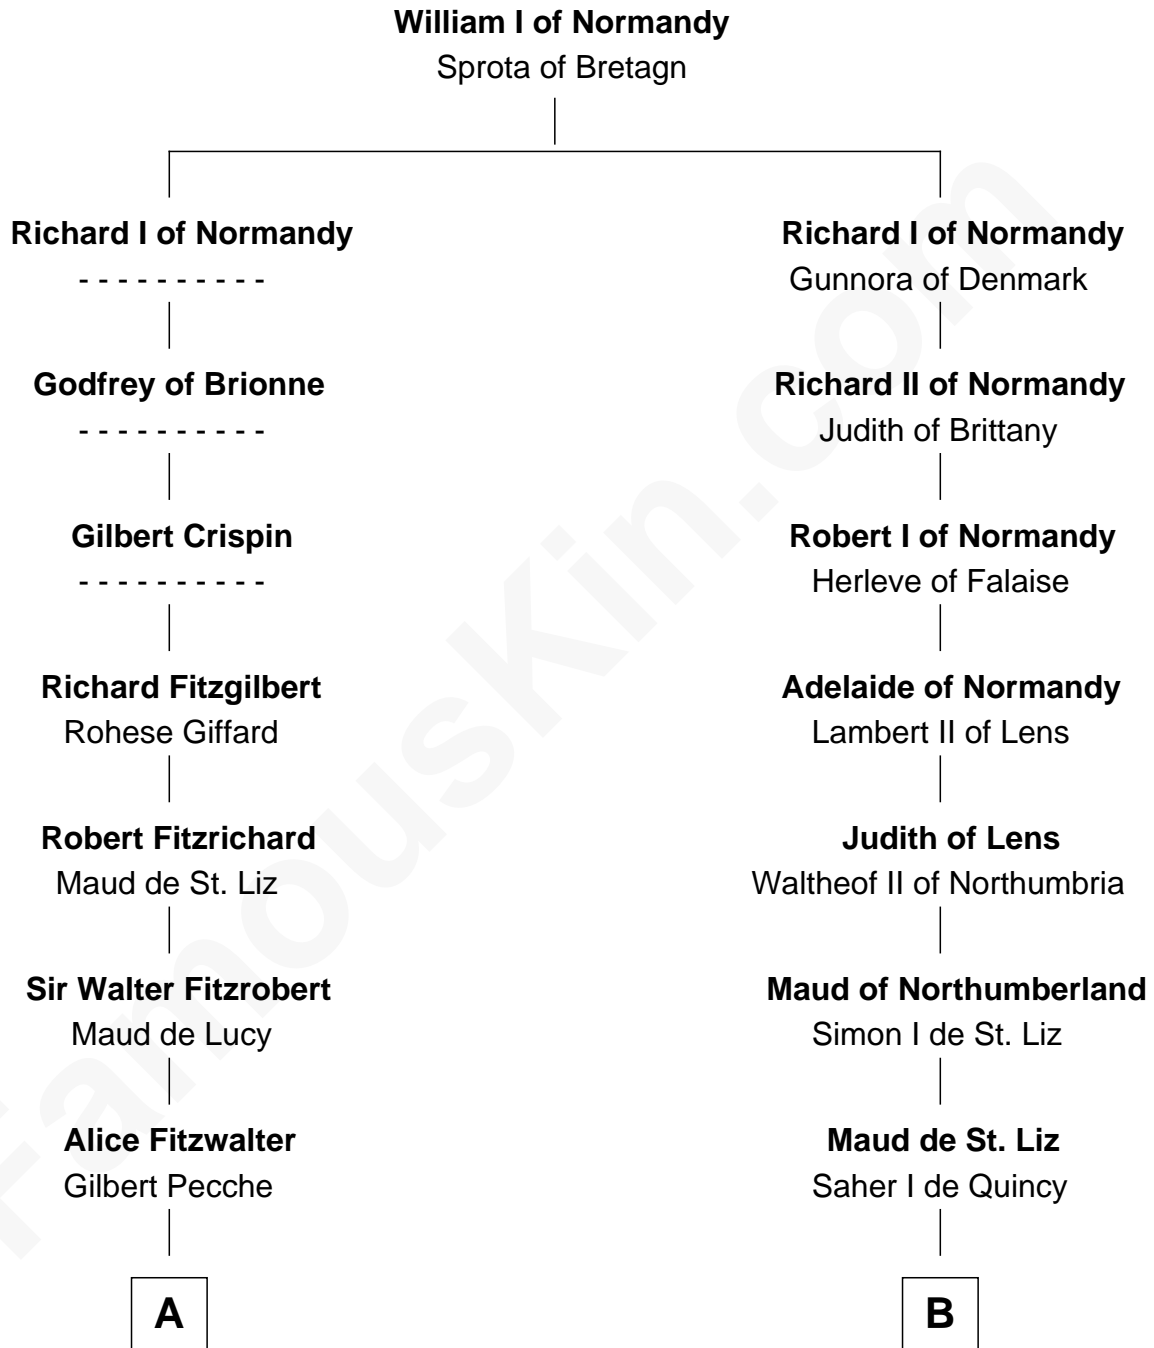 William I of Normandy
Sprota of Bretagn
Richard I of Normandy
- - - - - - - - - -
Godfrey of Brionne
- - - - - - - - - -
Gilbert Crispin
- - - - - - - - - -
Richard Fitzgilbert
Rohese Giffard
Robert Fitzrichard
Maud de St. Liz
Sir Walter Fitzrobert
Maud de Lucy
Alice Fitzwalter
Gilbert Pecche
A
Richard I of Normandy
Gunnora of Denmark
Richard II of Normandy
Judith of Brittany
Robert I of Normandy
Herleve of Falaise
Adelaide of Normandy
Lambert II of Lens
Judith of Lens
Waltheof II of Northumbria
Maud of Northumberland
Simon I de St. Liz
Maud de St. Liz
Saher I de Quincy
B
FamousKin.com